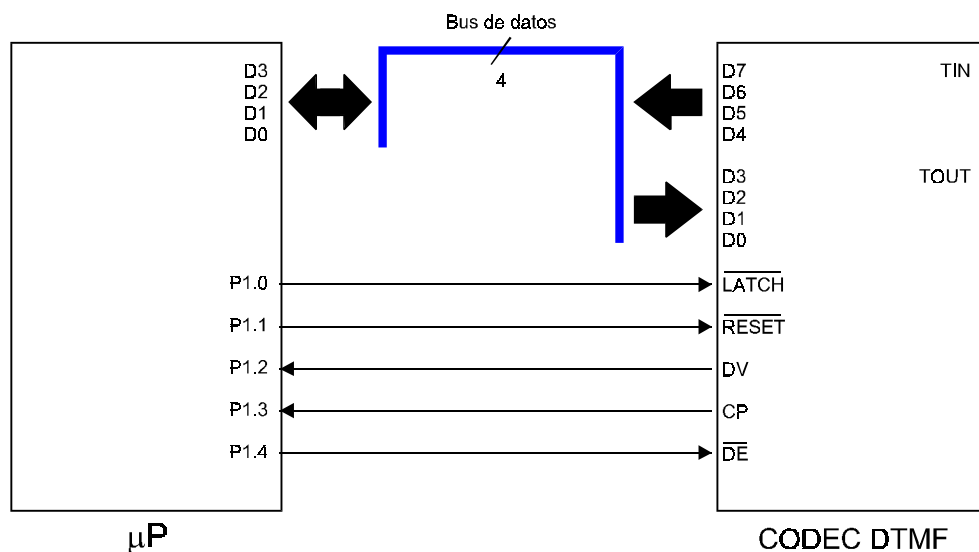 Bus de datos
4
D3
D2
D1
D0
D7
D6
D5
D4
TIN
D3
D2
D1
D0
TOUT
P1.0
LATCH
P1.1
RESET
P1.2
DV
P1.3
CP
P1.4
DE
µP
CODEC DTMF